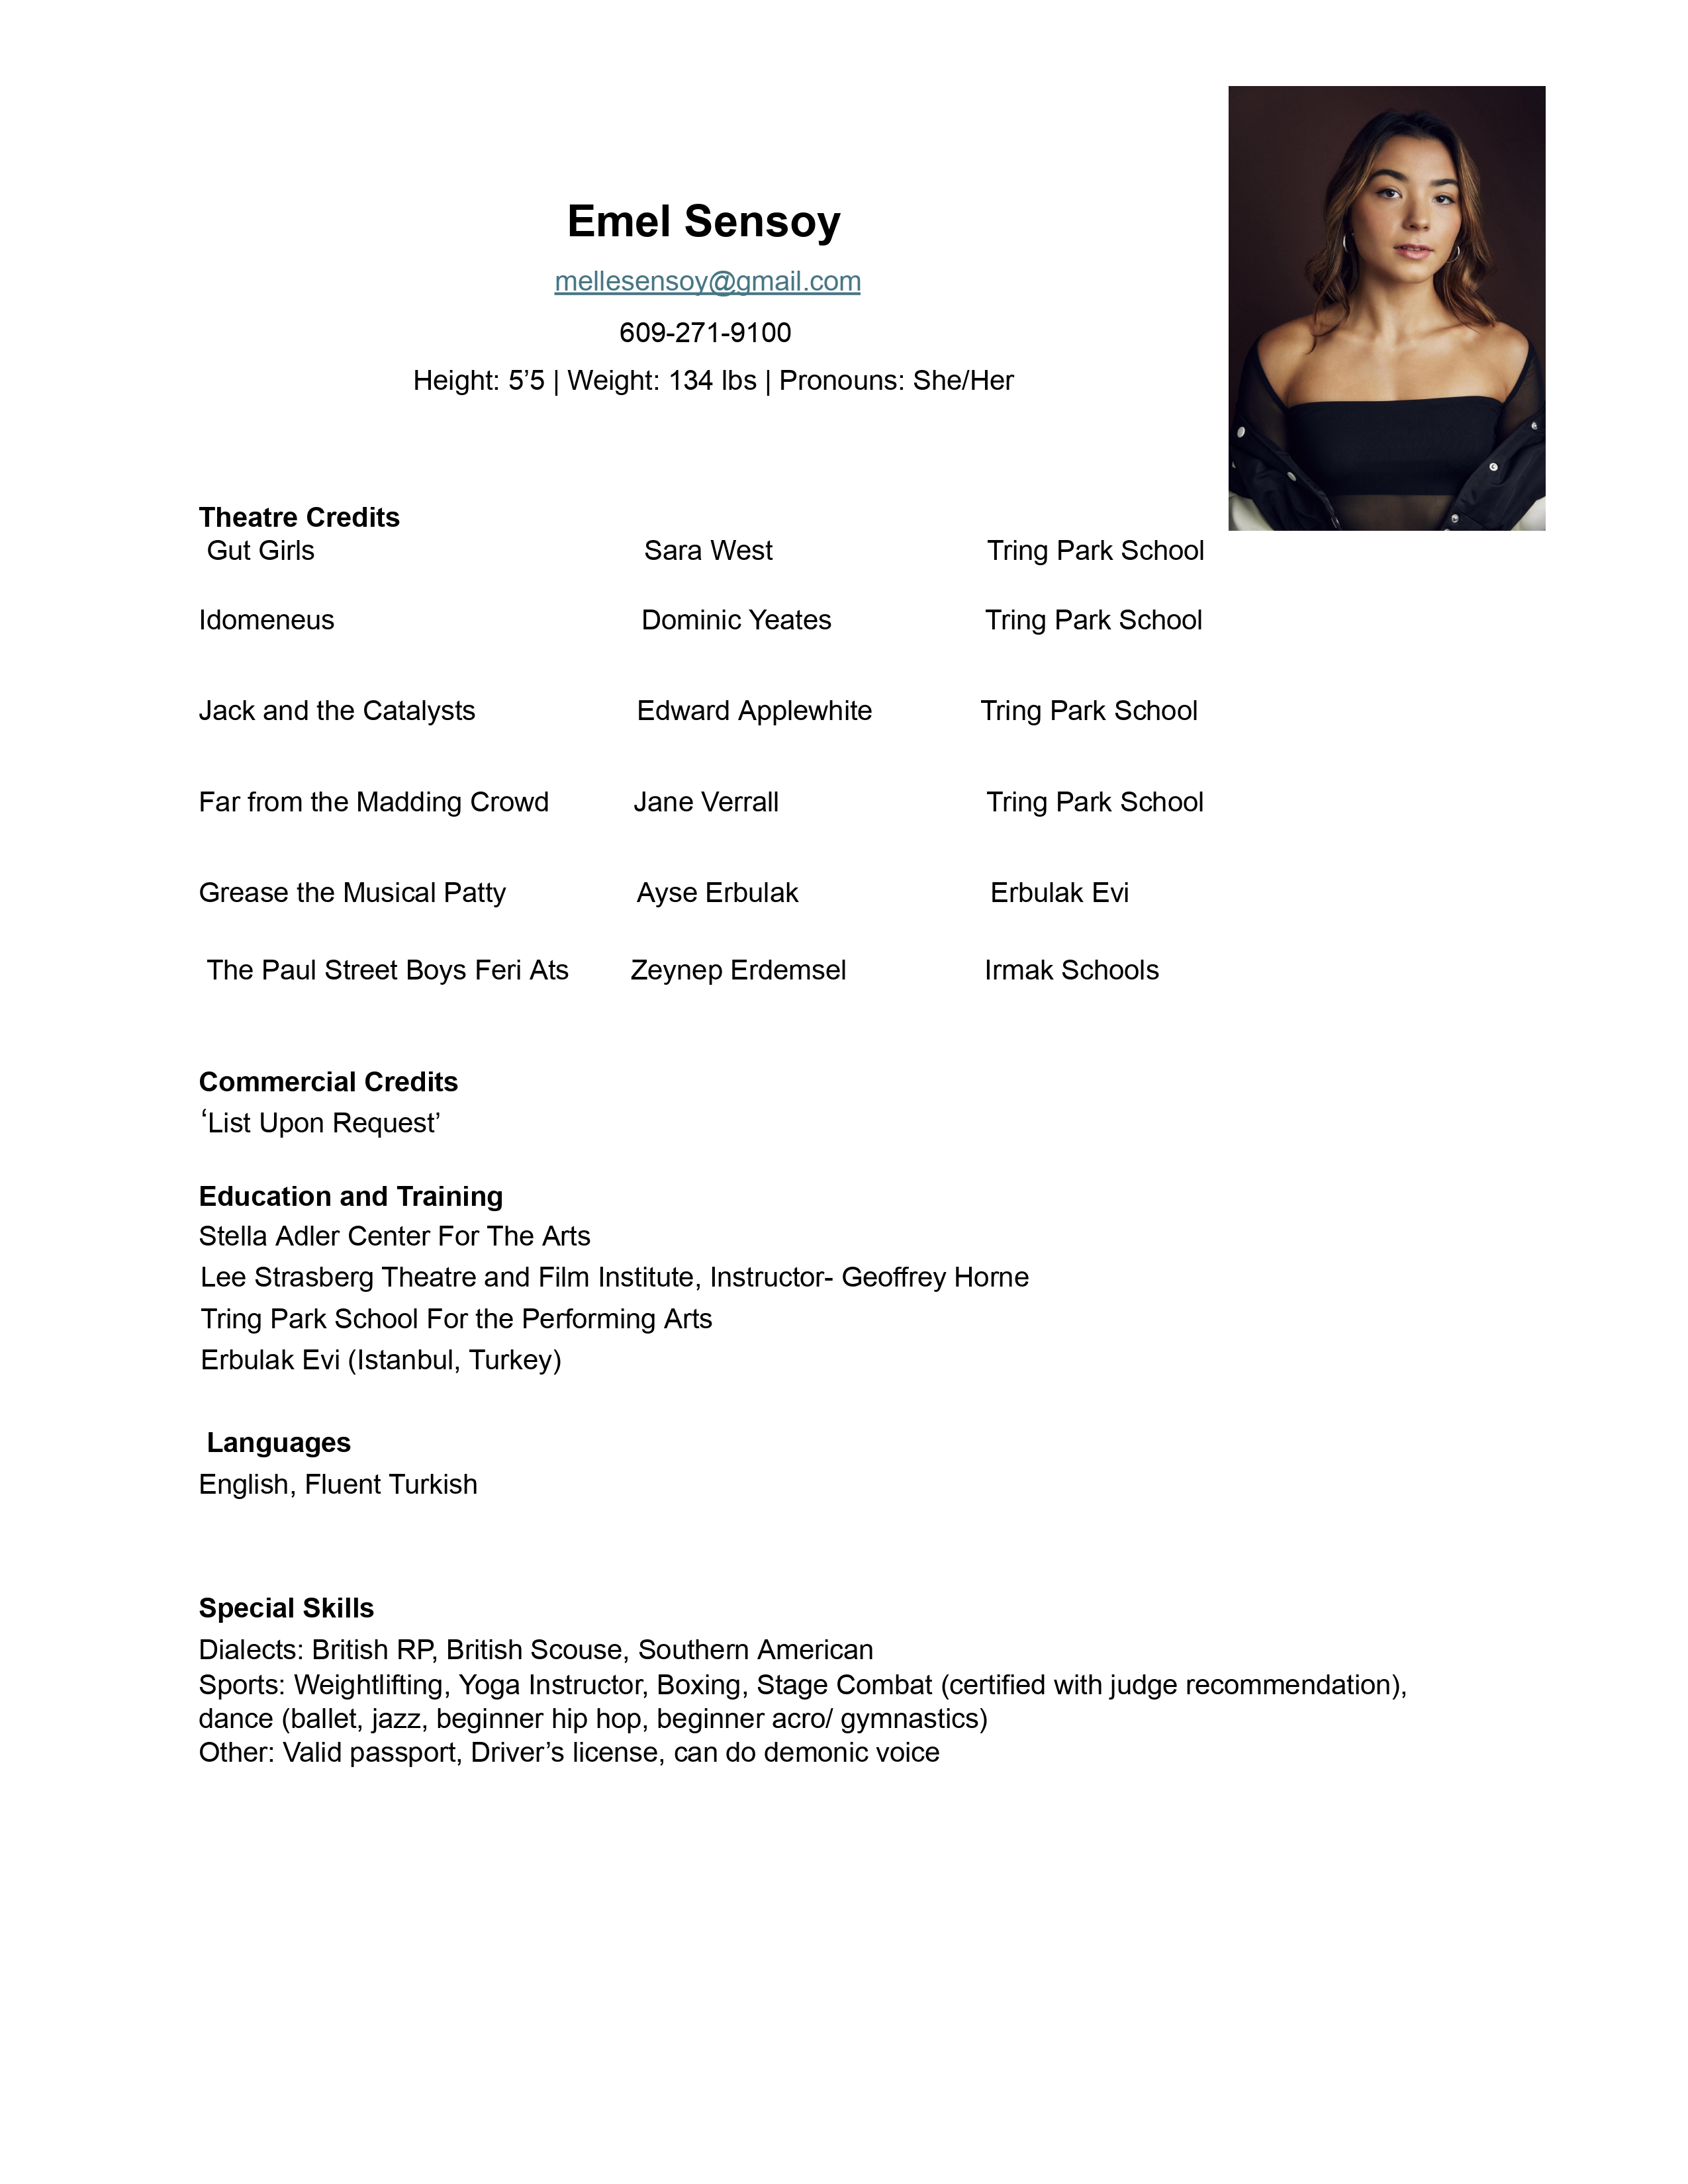 Emel Sensoy
mellesensoy@gmail.com
609-271-9100
Height: 5’5 | Weight: 134 lbs | Pronouns: She/Her
Theatre Credits
Gut Girls Sara West Tring Park School
Idomeneus Dominic Yeates Tring Park School
Jack and the Catalysts Edward Applewhite Tring Park School
Far from the Madding Crowd Jane Verrall Tring Park School
Grease the Musical Patty Ayse Erbulak Erbulak Evi
The Paul Street Boys Feri Ats Zeynep Erdemsel Irmak Schools
Commercial Credits
‘List Upon Request’
Education and Training
Stella Adler Center For The Arts
Lee Strasberg Theatre and Film Institute, Instructor- Geoffrey Horne
Tring Park School For the Performing Arts
Erbulak Evi (Istanbul, Turkey)
Languages
English, Fluent Turkish
Special Skills
Dialects: British RP, British Scouse, Southern American
Sports: Weightlifting, Yoga Instructor, Boxing, Stage Combat (certified with judge recommendation),
dance (ballet, jazz, beginner hip hop, beginner acro/ gymnastics)
Other: Valid passport, Driver’s license, can do demonic voice